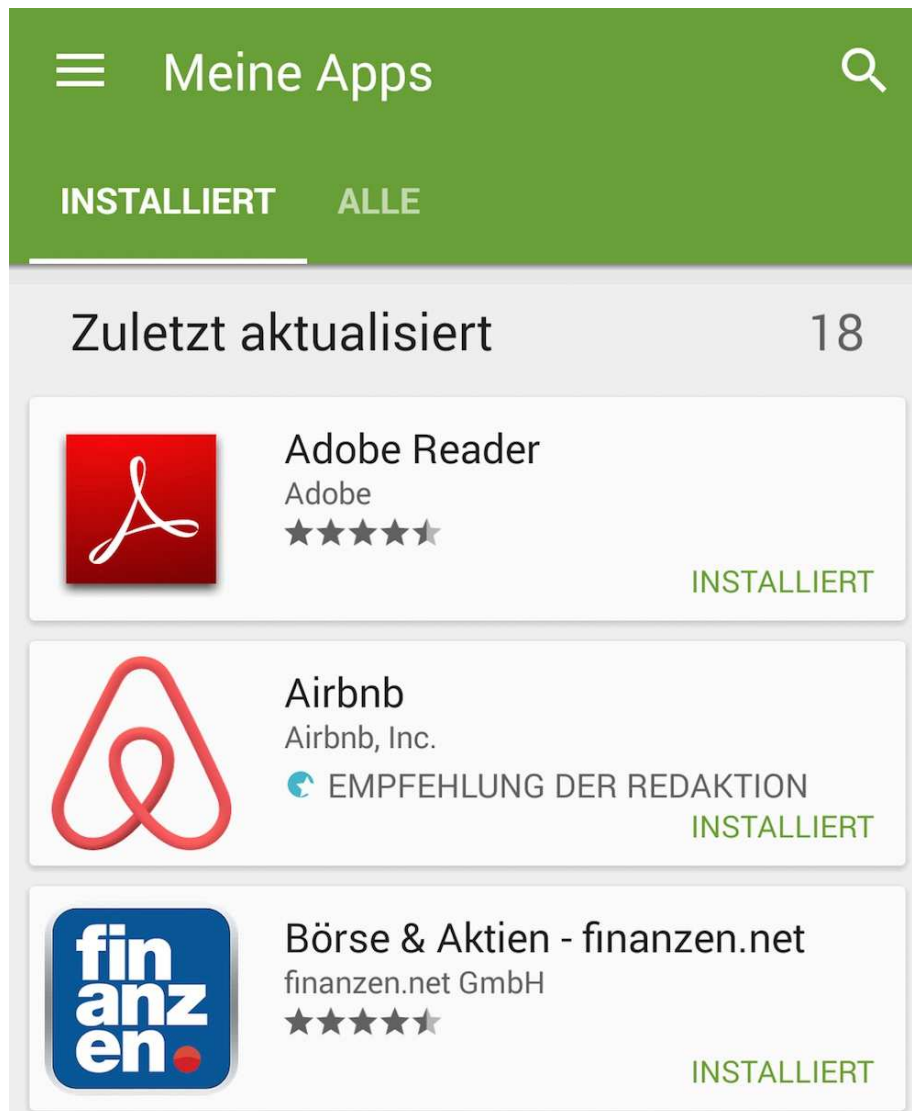 Meine Apps
INSTALLIERT ALLE
Zuletzt aktualisiert 18
Adobe Reader
Adobe
INSTALLIERT
Airbnb
Airbnb, Inc.
EMPFEHLUNG DER REDAKTION
INSTALLIERT
fin
anz
en.
Börse & Aktien - finanzen.net
finanzen.net GmbH
INSTALLIERT